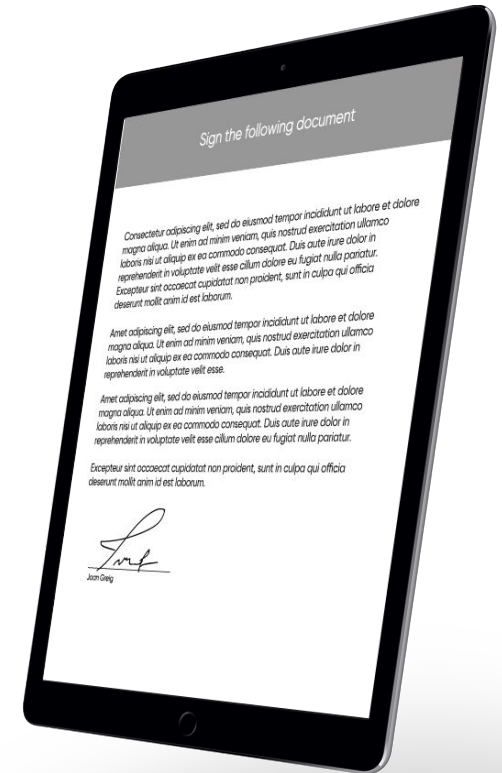 Sign the following document
Consectetur adipiscing elit, sed do eiusmod tempor incididunt ut labore et dolore
magna aliqua. Ut enim ad minim veniam, quis nostrud exercitation ullamco
laboris nisi ut aliquip ex ea commodo consequat. Duis aute irure dolor in
reprehenderit in voluptate velit esse cillum dolore eu fugiat nulla pariatur.
Excepteur sint occaecat cupidatat non proident, sunt in culpa qui officia
deserunt mollit anim id est laborum.
Amet adipiscing elit, sed do eiusmod tempor incididunt ut labore et dolore
magna aliqua. Ut enim ad minim veniam, quis nostrud exercitation ullamco
laboris nisi ut aliquip ex ea commodo consequat. Duis aute irure dolor in
reprehenderit in voluptate velit esse.
Amet adipiscing elit, sed do eiusmod tempor incididunt ut labore et dolore
magna aliqua. Ut enim ad minim veniam, quis nostrud exercitation ullamco
laboris nisi ut aliquip ex ea commodo consequat. Duis aute irure dolor in
reprehenderit in voluptate velit esse cillum dolore eu fugiat nulla pariatur.
Excepteur sint occaecat cupidatat non proident, sunt in culpa qui officia
deserunt mollit anim id est laborum.
Joan Greig